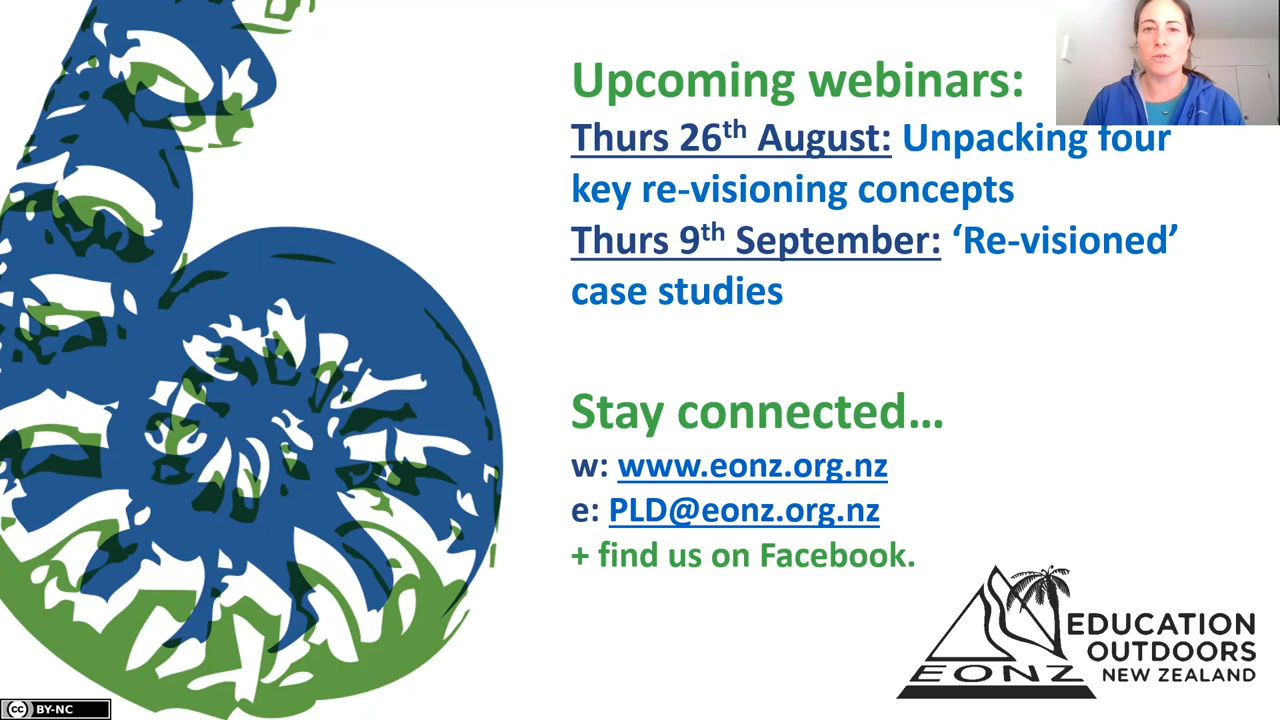 Upcoming webinars:
Thurs 26th August: Unpacking four
key re-visioning concepts
Thurs 9th September: ‘Re-visioned’
case studies
Stay connected...
w: www.eonz.org.nz
e: PLD@eonz.org.nz
+ find us on Facebook.
EONZ
EDUCATION
OUTDOORS
NEW ZEALAND
cc BY-NC